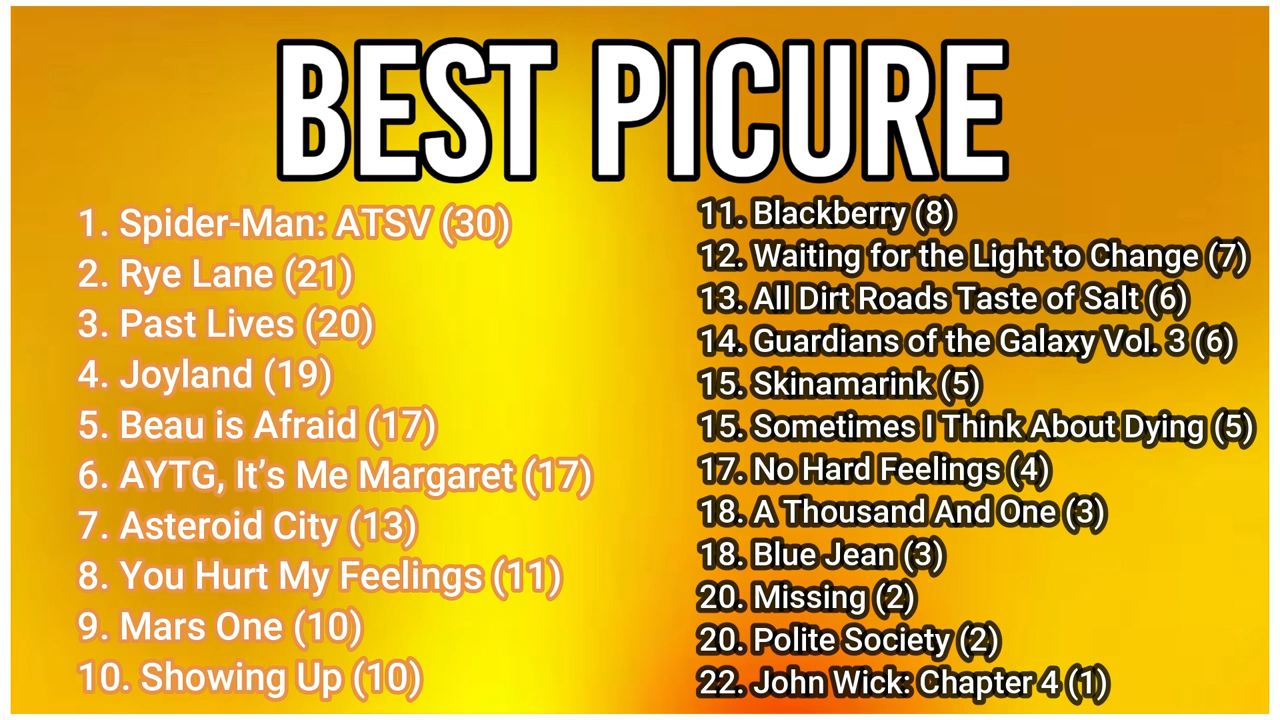 BEST PICURE
1. Spider-Man: ATSV (30)
2. Rye Lane (21)
3. Past Lives (20)
4. Joyland (19)
5. Beau is Afraid (17)
6. AYTG, It’s Me Margaret (17)
7. Asteroid City (13)
8. You Hurt My Feelings (11)
9. Mars One (10)
10. Showing Up (10)
11. Blackberry (8)
12. Waiting for the Light to Change (7)
13. All Dirt Roads Taste of Salt (6)
14. Guardians of the Galaxy Vol. 3 (6)
15. Skinamarink (5)
15. Sometimes I Think About Dying (5)
17. No Hard Feelings (4)
18. A Thousand And One (3)
18. Blue Jean (3)
20. Missing (2)
20. Polite Society (2)
22. John Wick: Chapter 4 (1)